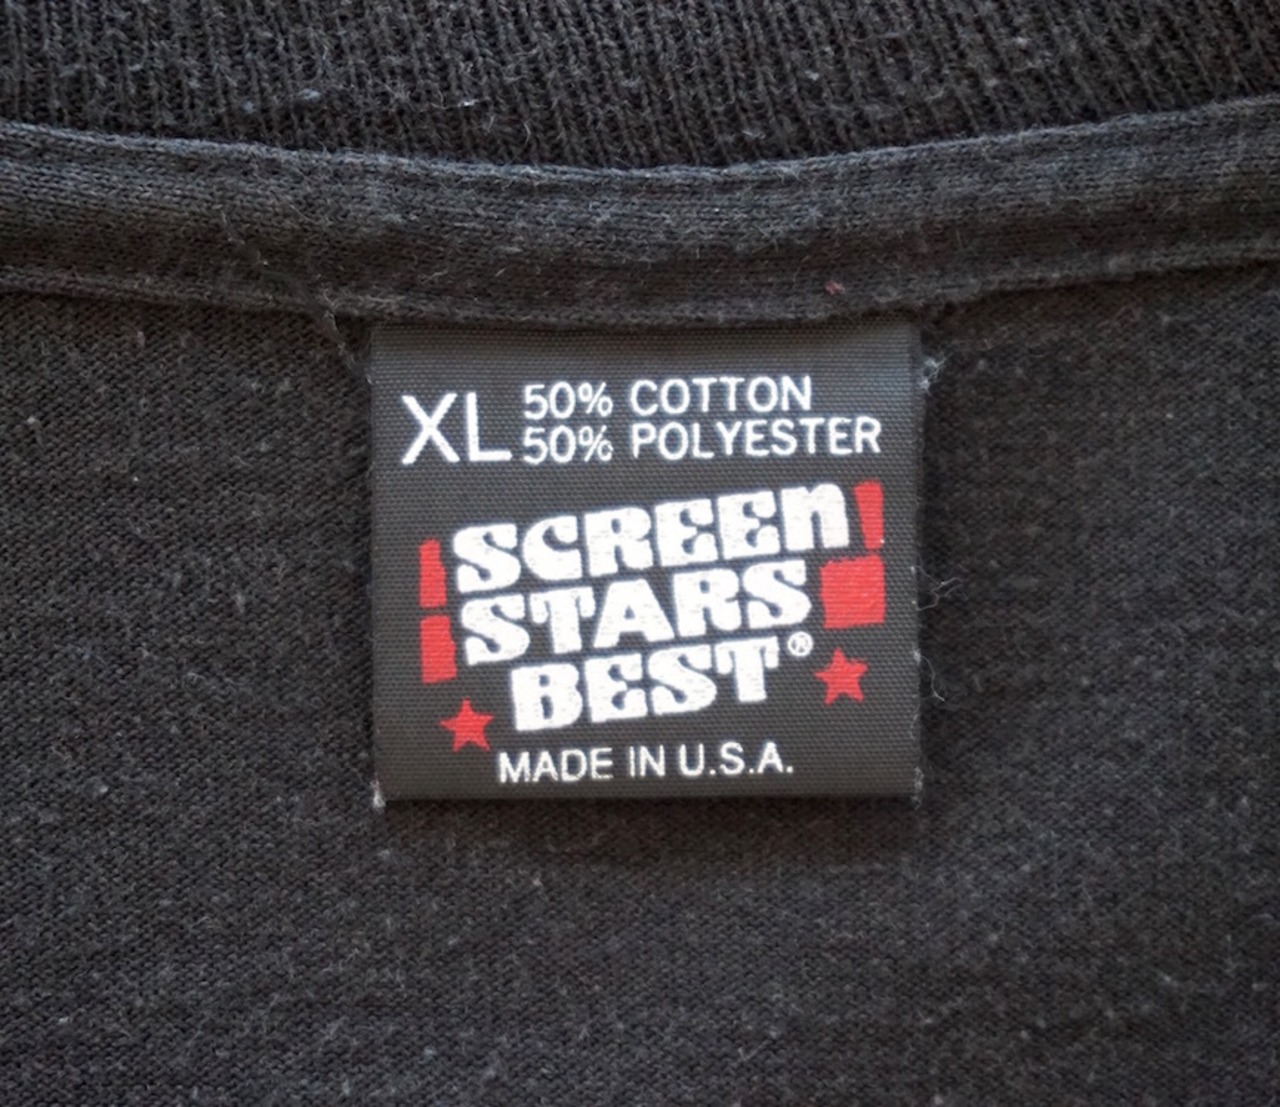 XL 50% COTTON
50% POLYESTER
SCREEN
STARS
BEST®
MADE IN U.S.A.